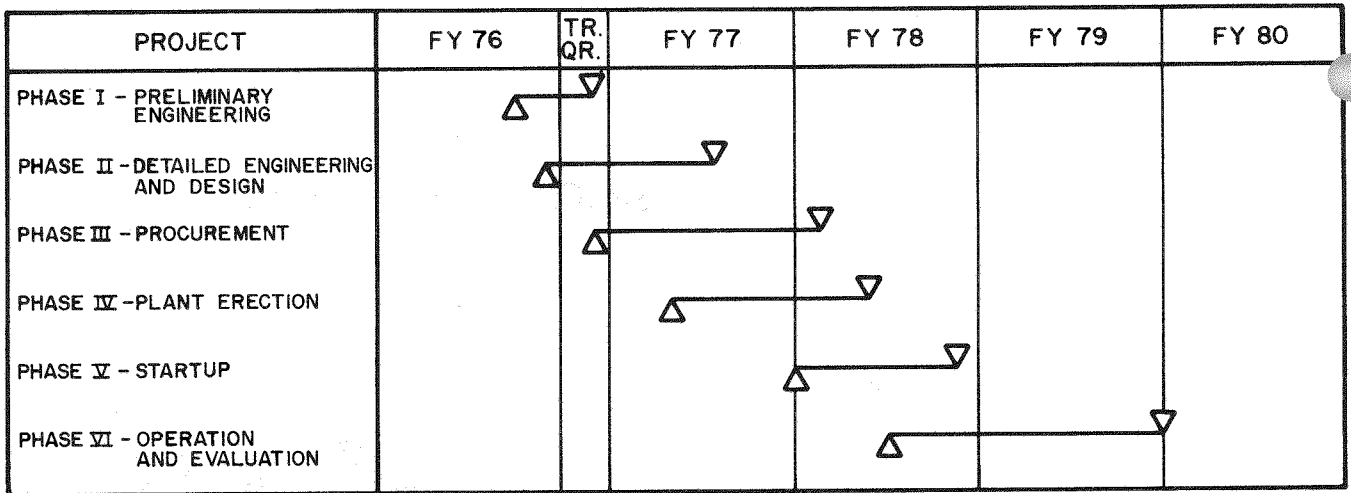 PROJECT FY 76 TR. QR. FY 77 FY 78 FY 79 FY 80
PHASE I - PRELIMINARY
ENGINEERING
PHASE II - DETAILED ENGINEERING
AND DESIGN
PHASE III - PROCUREMENT
PHASE IV - PLANT ERECTION
PHASE V - STARTUP
PHASE VI - OPERATION
AND EVALUATION